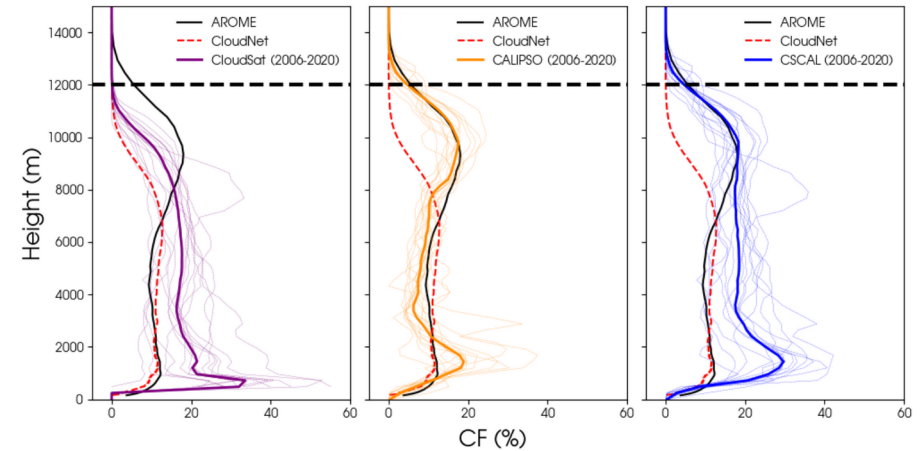 AROME
CloudNet
CloudSat (2006-2020)
AROME
CloudNet
CALIPSO (2006-2020)
AROME
CloudNet
CSCAL (2006-2020)
Height (m)
14000
12000
10000
8000
6000
4000
2000
0
0 20 40 60
0 20 40 60
0 20 40 60
CF (%)